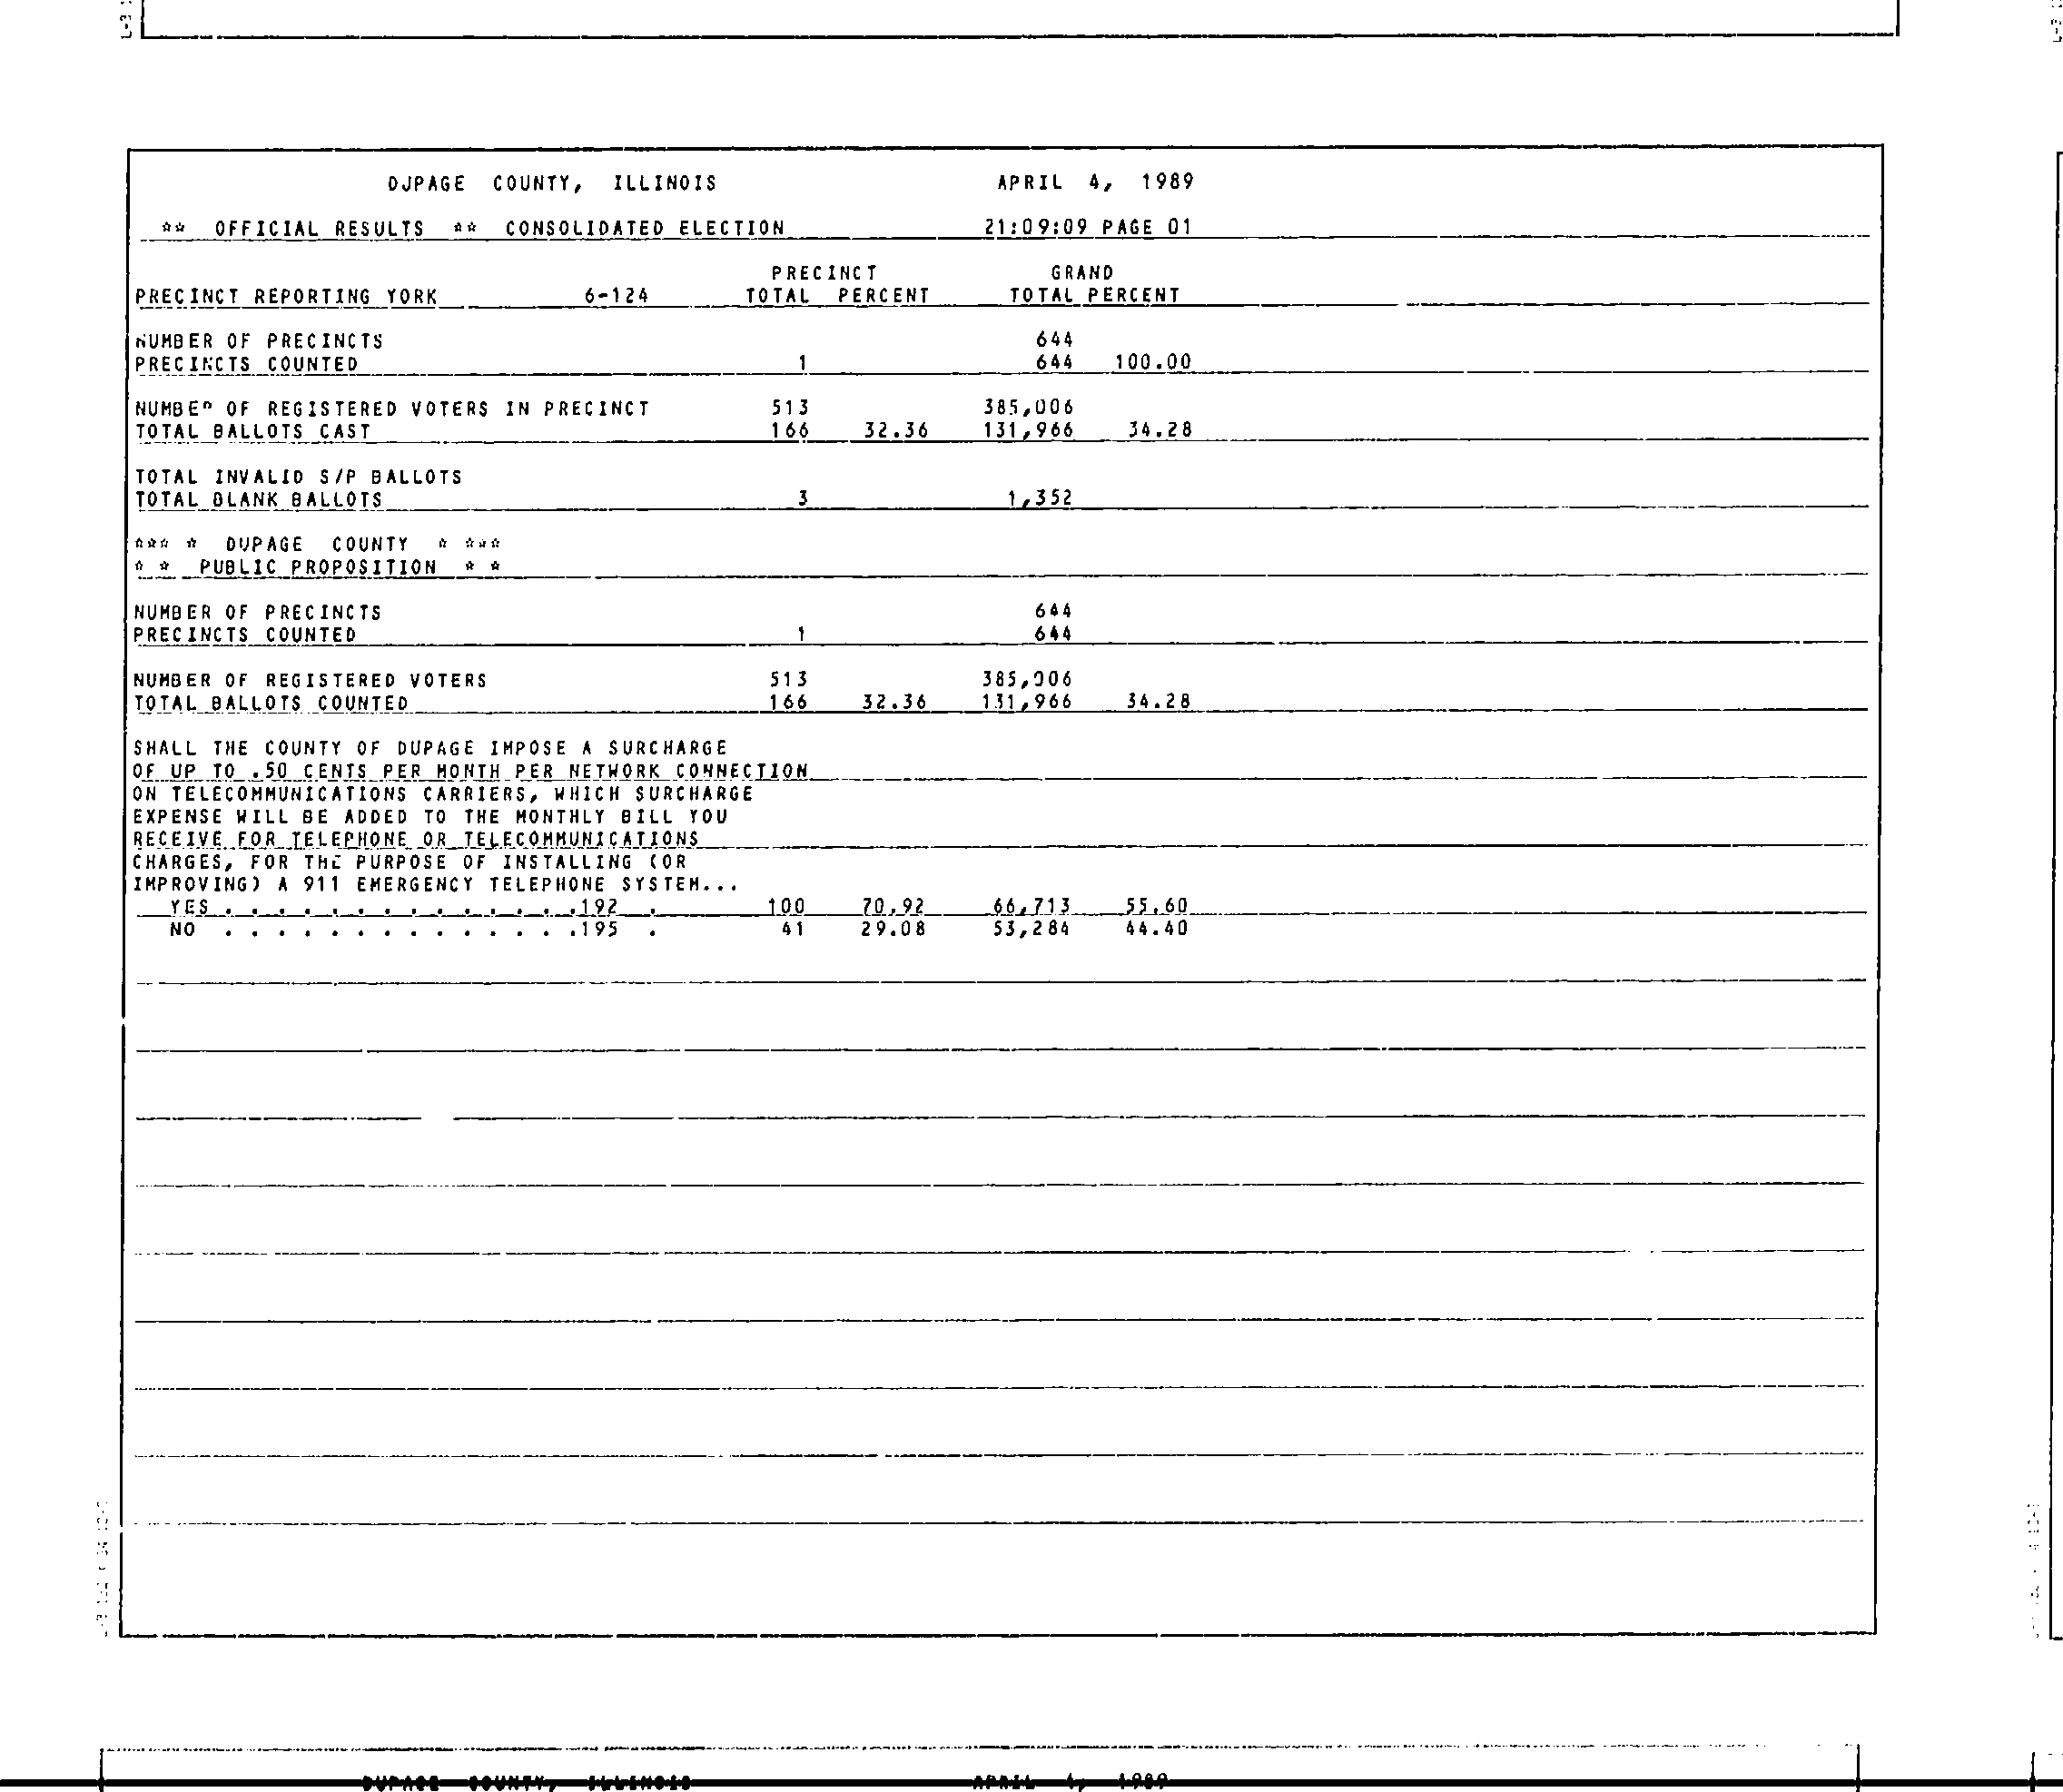 DUPAGE COUNTY, ILLINOIS APRIL 4, 1989
** OFFICIAL RESULTS ** CONSOLIDATED ELECTION 21:09:09 PAGE 01
PRECINCT GRAND
PRECINCT REPORTING YORK 6-124 TOTAL PERCENT TOTAL PERCENT
NUMBER OF PRECINCTS 644
PRECINCTS COUNTED 1 644 100.00
NUMBER OF REGISTERED VOTERS IN PRECINCT 513 385,006
TOTAL BALLOTS CAST 166 32.36 131,966 34.28
TOTAL INVALID S/P BALLOTS
TOTAL BLANK BALLOTS 3 1,352
*** * DUPAGE COUNTY * ***
* * PUBLIC PROPOSITION * *
NUMBER OF PRECINCTS 644
PRECINCTS COUNTED 1 644
NUMBER OF REGISTERED VOTERS 513 385,006
TOTAL BALLOTS COUNTED 166 32.36 131,966 34.28
SHALL THE COUNTY OF DUPAGE IMPOSE A SURCHARGE
OF UP TO .50 CENTS PER MONTH PER NETWORK CONNECTION
ON TELECOMMUNICATIONS CARRIERS, WHICH SURCHARGE
EXPENSE WILL BE ADDED TO THE MONTHLY BILL YOU
RECEIVE FOR TELEPHONE OR TELECOMMUNICATIONS
CHARGES, FOR THE PURPOSE OF INSTALLING (OR
IMPROVING) A 911 EMERGENCY TELEPHONE SYSTEM...
YES . . . . . . . . . . . . . .192 . 100 70.92 66,713 55.60
NO . . . . . . . . . . . . . .195 . 41 29.08 53,284 44.40
DUPAGE COUNTY, ILLINOIS APRIL 4, 1989